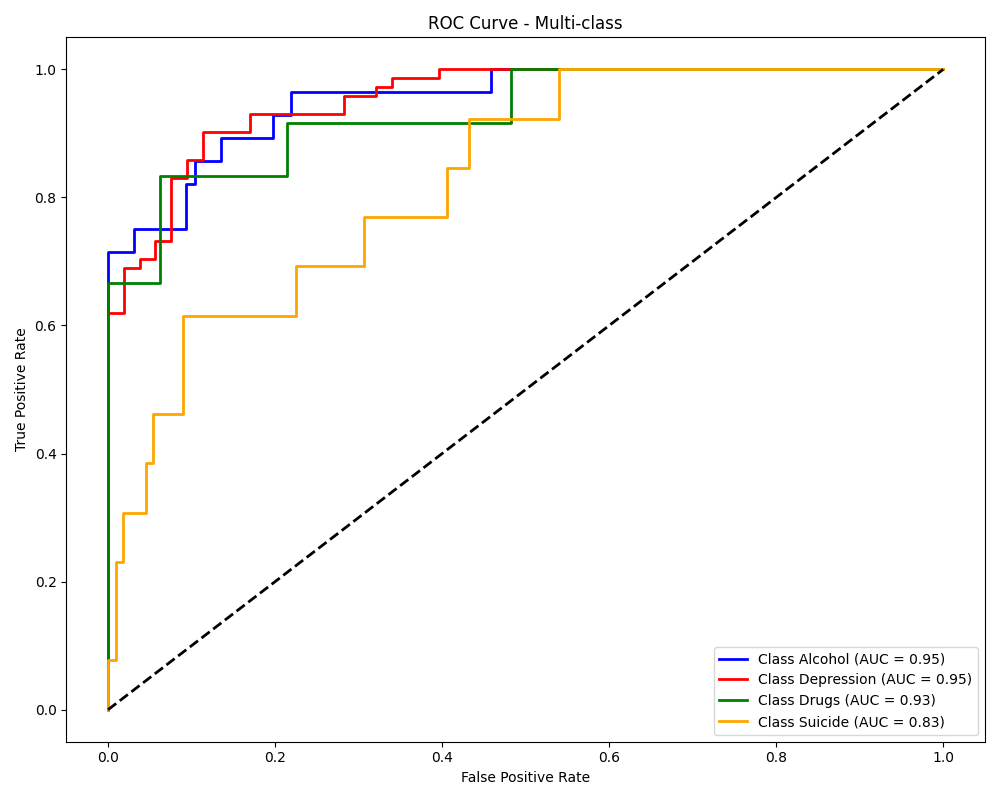 ROC Curve - Multi-class
True Positive Rate
1.0
0.8
0.6
0.4
0.2
0.0
0.0 0.2 0.4 0.6 0.8 1.0
False Positive Rate
Class Alcohol (AUC = 0.95)
Class Depression (AUC = 0.95)
Class Drugs (AUC = 0.93)
Class Suicide (AUC = 0.83)